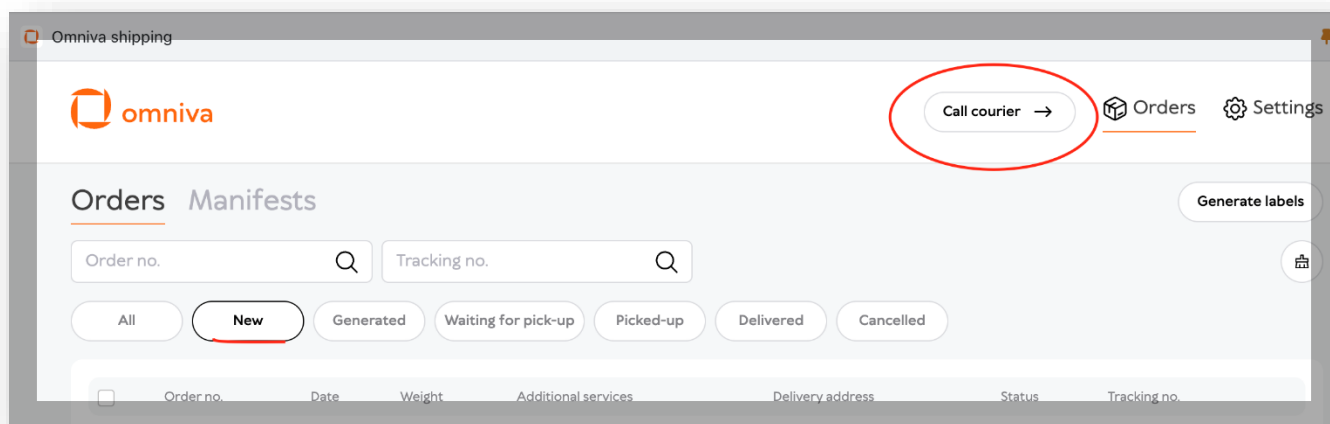 Omniva shipping
omniva
Call courier →
Orders
Settings
Orders
Manifests
Generate labels
Order no.
Tracking no.
All
New
Generated
Waiting for pick-up
Picked-up
Delivered
Cancelled
Order no.
Date
Weight
Additional services
Delivery address
Status
Tracking no.